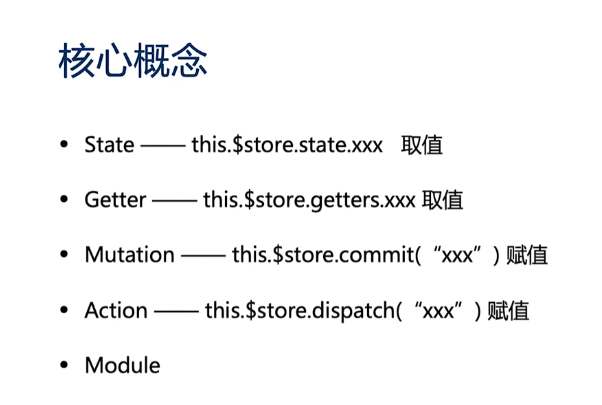 核心概念
• State —— this.$store.state.xxx 取值
• Getter —— this.$store.getters.xxx 取值
• Mutation —— this.$store.commit(“xxx”) 赋值
• Action —— this.$store.dispatch(“xxx”) 赋值
• Module